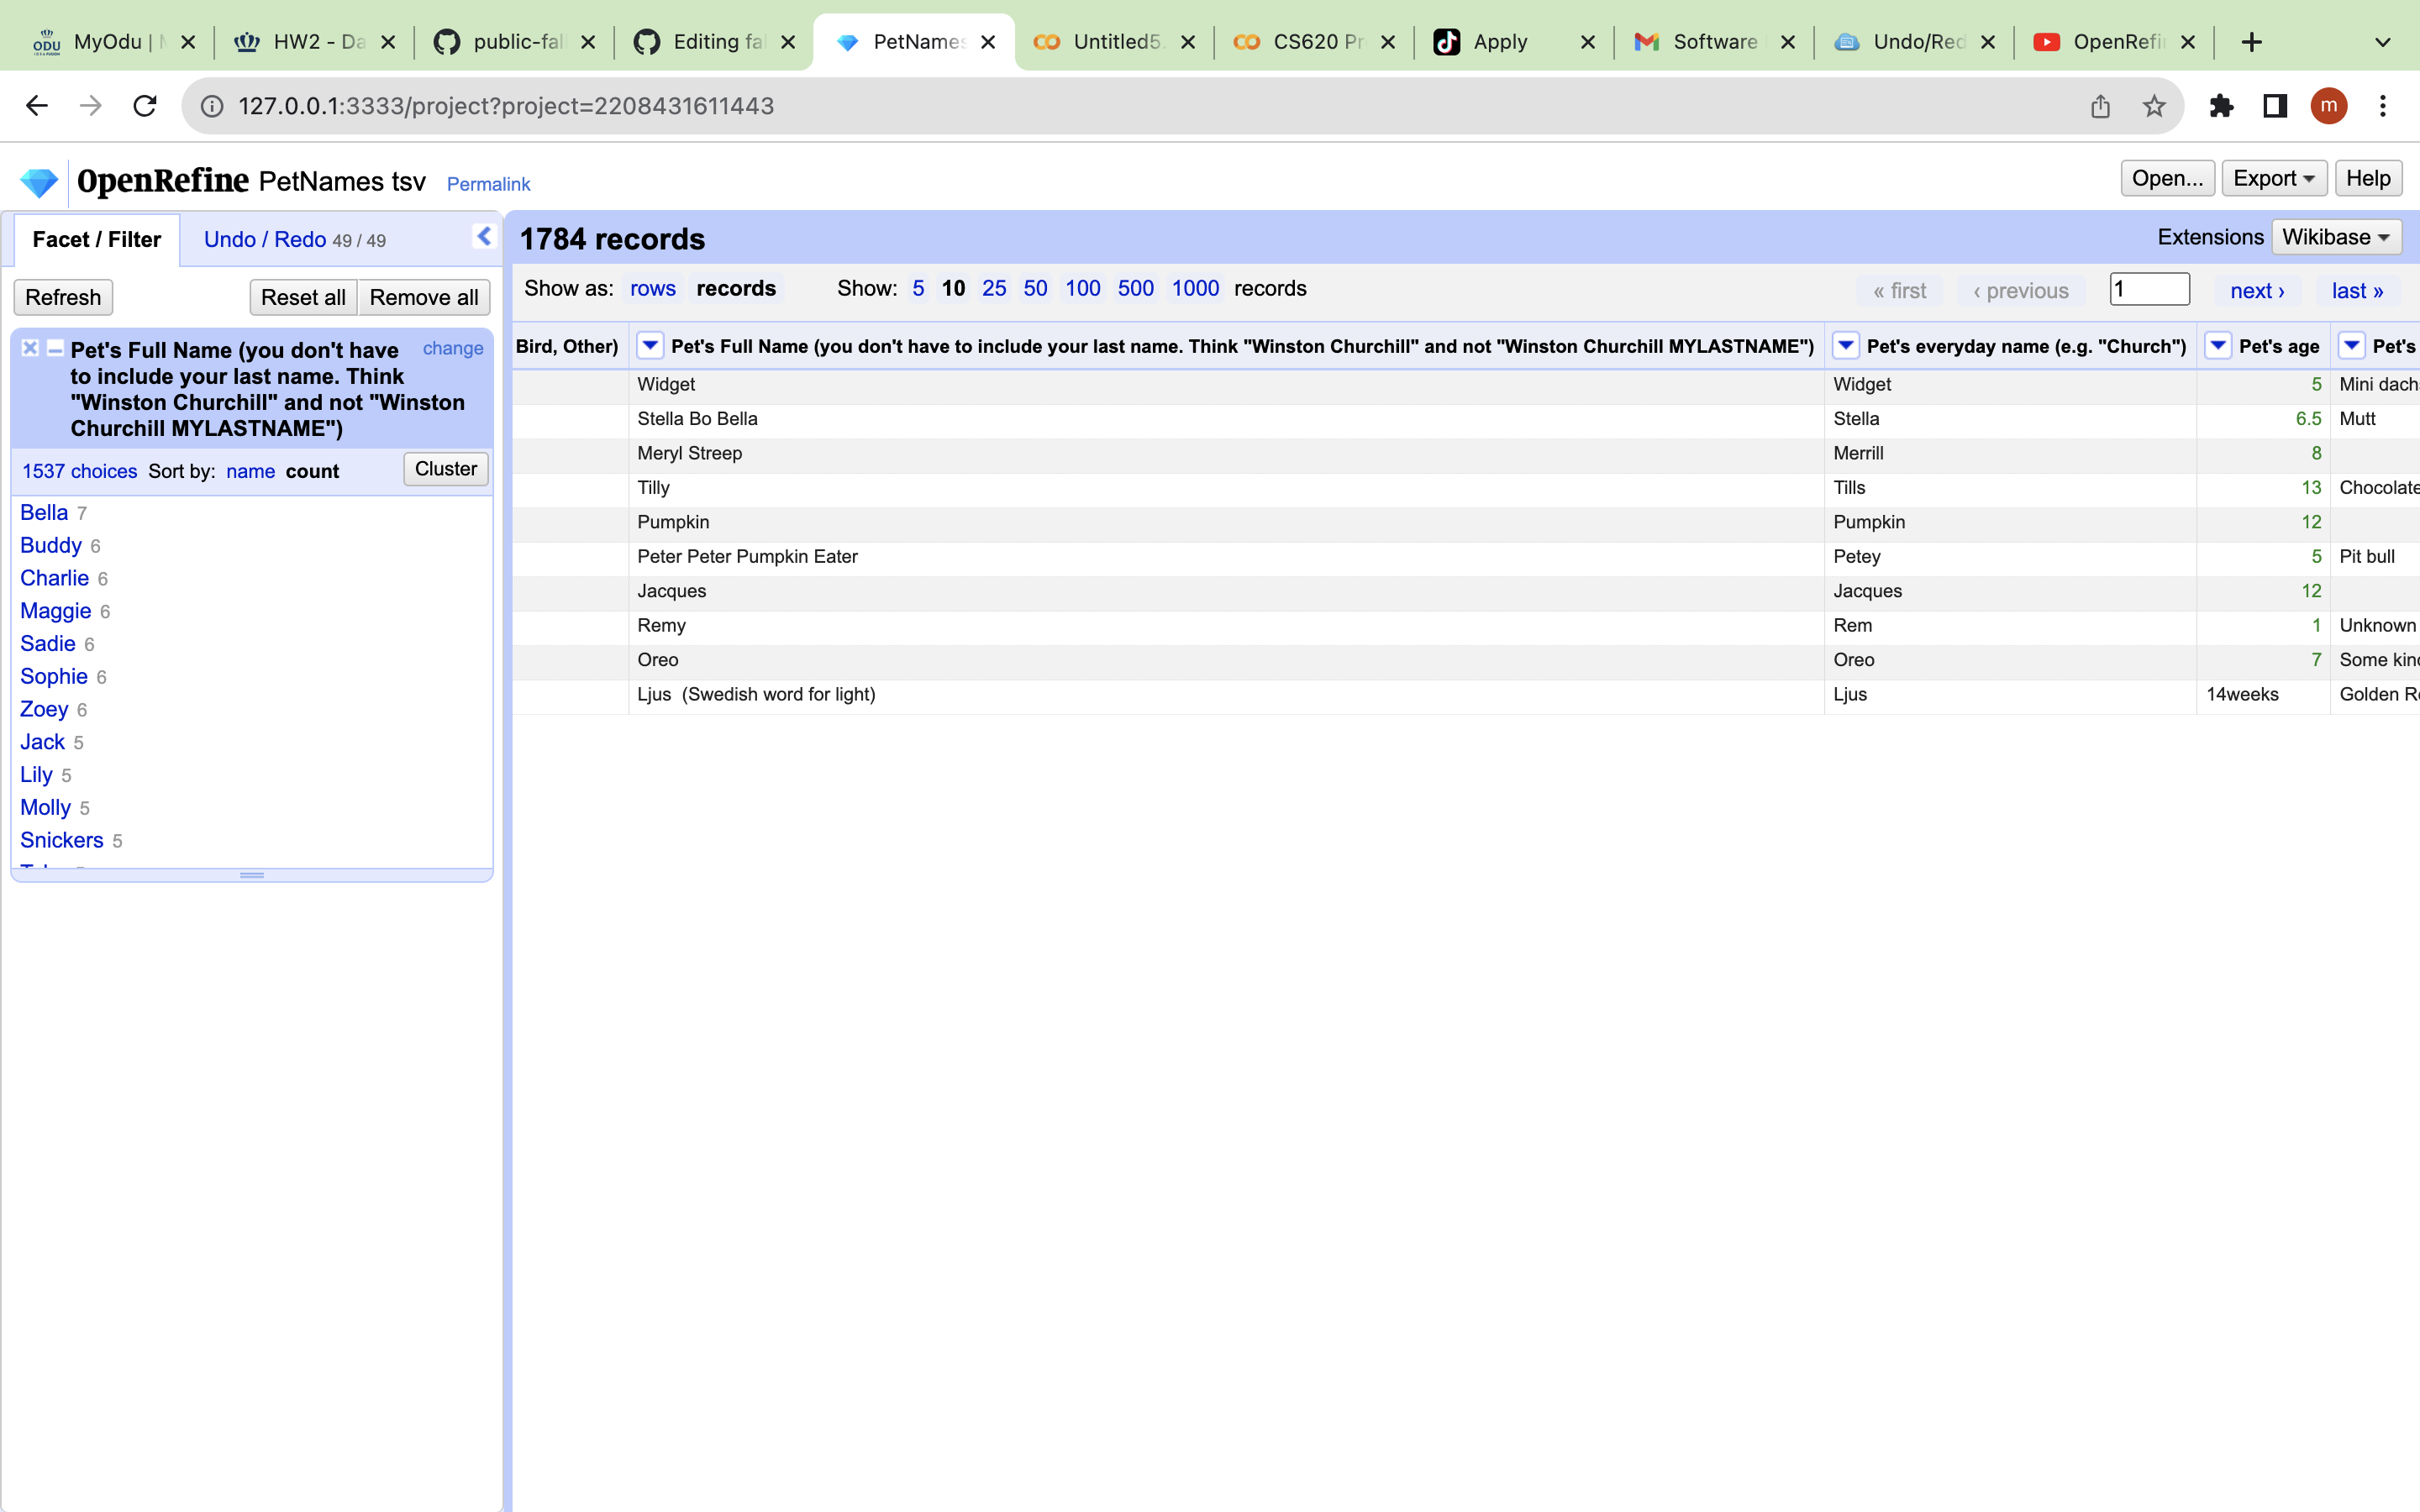 ODU MyOdu | HW2 - Da public-fal Editing fal PetNames Untitled5. CS620 Pr Apply Software Undo/Red OpenRefi
127.0.0.1:3333/project?project=2208431611443 m
OpenRefine PetNames tsv Permalink Open... Export Help
Facet / Filter Undo / Redo 49 / 49 1784 records Extensions Wikibase
Refresh Reset all Remove all Show as: rows records Show: 5 10 25 50 100 500 1000 records « first ‹ previous 1 next › last »
Pet's Full Name (you don't have change
to include your last name. Think
"Winston Churchill" and not "Winston
Churchill MYLASTNAME")
1537 choices Sort by: name count Cluster
Bella 7
Buddy 6
Charlie 6
Maggie 6
Sadie 6
Sophie 6
Zoey 6
Jack 5
Lily 5
Molly 5
Snickers 5
Bird, Other) Pet's Full Name (you don't have to include your last name. Think "Winston Churchill" and not "Winston Churchill MYLASTNAME") Pet's everyday name (e.g. "Church") Pet's age Pet's
Widget Widget 5 Mini dach
Stella Bo Bella Stella 6.5 Mutt
Meryl Streep Merrill 8
Tilly Tills 13 Chocolate
Pumpkin Pumpkin 12
Peter Peter Pumpkin Eater Petey 5 Pit bull
Jacques Jacques 12
Remy Rem 1 Unknown
Oreo Oreo 7 Some kind
Ljus (Swedish word for light) Ljus 14weeks Golden Re